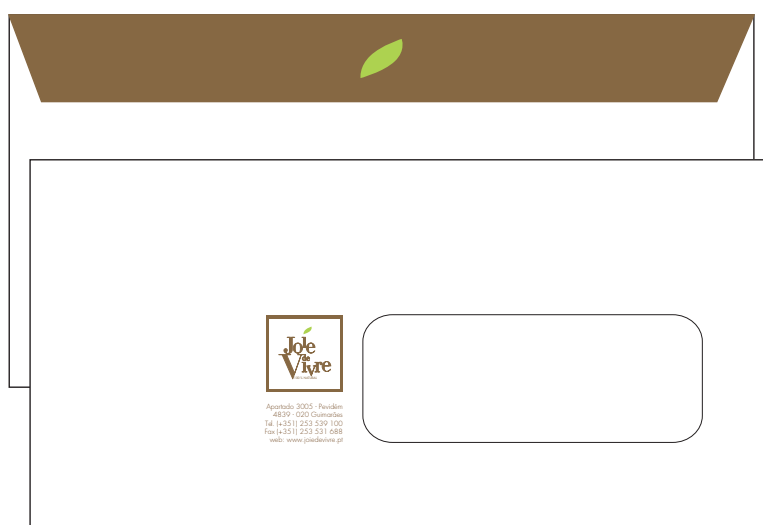 Joie
de
Vivre
Apartado 3005 - Pevidém
4839 - 020 Guimarães
Tel. (+351) 253 539 100
Fax (+351) 253 531 688
web: www.joiedevivre.pt